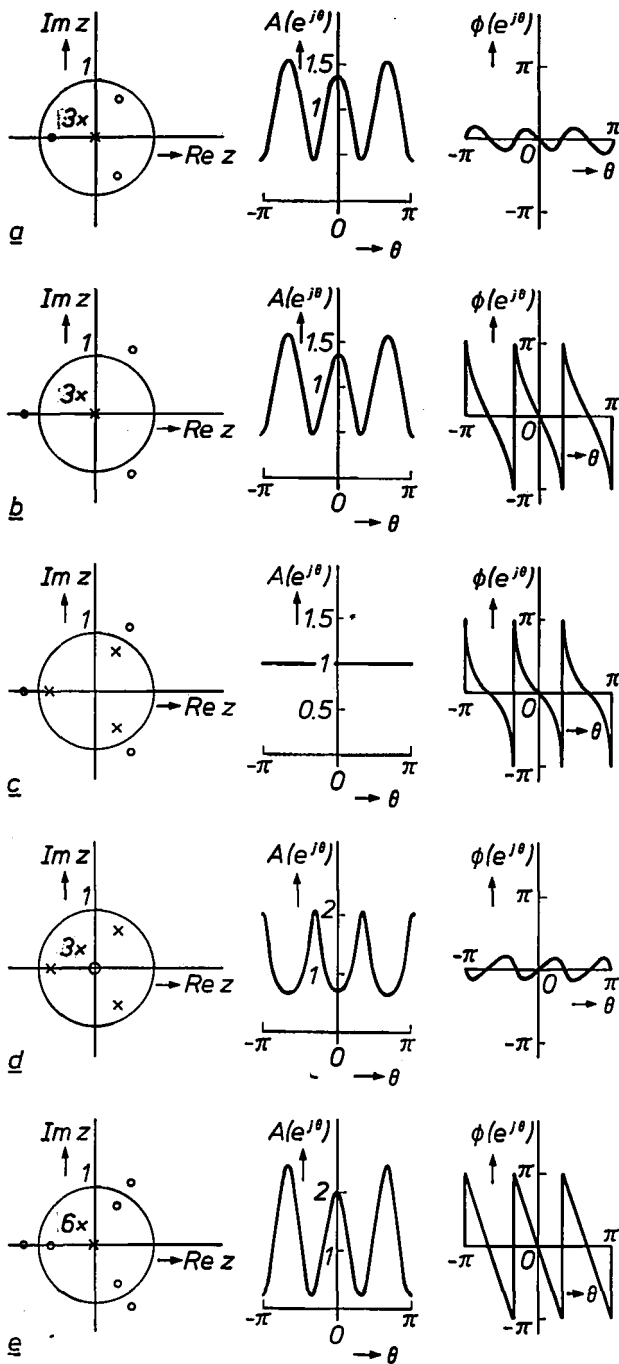 Im z A(e^{jθ}) ϕ(e^{jθ})
1 1.5 π
3x 1 π
→ Re z -π 0 → θ
-π 0 π -π
a → θ
Im z A(e^{jθ}) ϕ(e^{jθ})
1 1.5 π
3x 1 π
→ Re z -π 0 → θ
-π 0 π -π
b → θ
Im z A(e^{jθ}) ϕ(e^{jθ})
1 1.5 π
1 π
→ Re z 0.5 -π 0 → θ
-π 0 π -π
c → θ
Im z A(e^{jθ}) ϕ(e^{jθ})
1 2 π
3x 1 -π π
→ Re z 0 → θ
-π 0 π -π
d → θ
Im z A(e^{jθ}) ϕ(e^{jθ})
1 2 π
6x 1 π
→ Re z -π 0 → θ
-π 0 π -π
e → θ